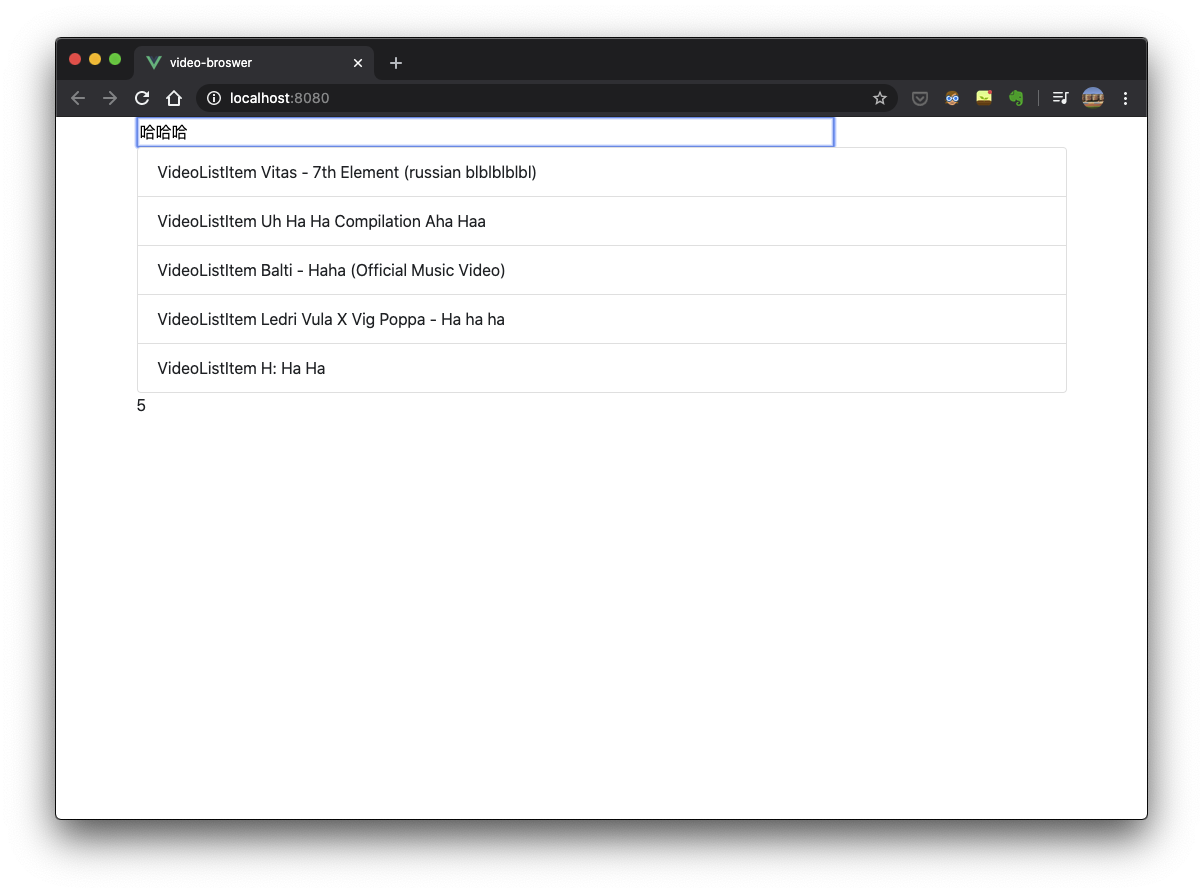 video-broswer
localhost:8080
哈哈哈
VideoListItem Vitas - 7th Element (russian blblblblbl)
VideoListItem Uh Ha Ha Compilation Aha Haa
VideoListItem Balti - Haha (Official Music Video)
VideoListItem Ledri Vula X Vig Poppa - Ha ha ha
VideoListItem H: Ha Ha
5